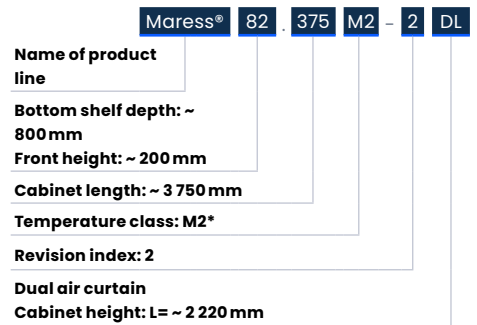 Maress® 82 . 375 M2 – 2 DL
Name of product
line
Bottom shelf depth: ~
800 mm
Front height: ~ 200 mm
Cabinet length: ~ 3 750 mm
Temperature class: M2*
Revision index: 2
Dual air curtain
Cabinet height: L= ~ 2 220 mm